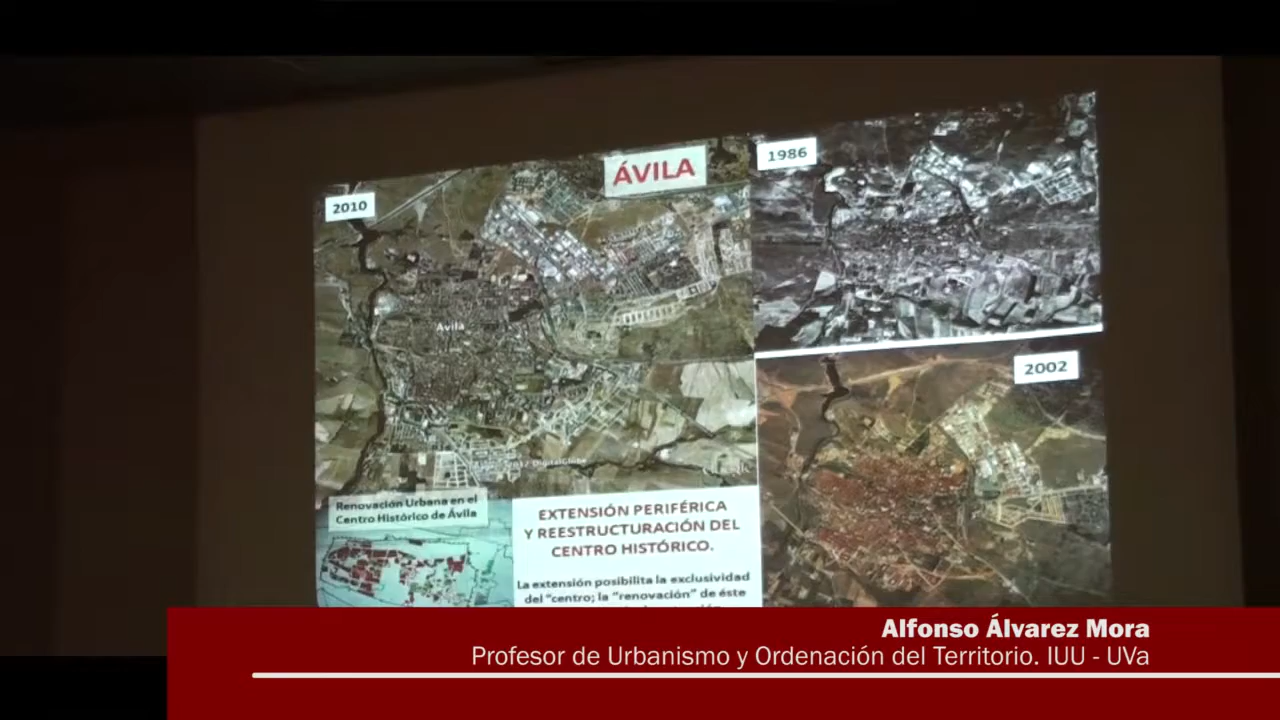 ÁVILA
1986
2010
Ávila
2002
DigitalGlobe
Renovación Urbana en el
Centro Histórico de Ávila
EXTENSIÓN PERIFÉRICA
Y REESTRUCTURACIÓN DEL
CENTRO HISTÓRICO.
La extensión posibilita la exclusividad
del "centro; la "renovación" de éste
Alfonso Álvarez Mora
Profesor de Urbanismo y Ordenación del Territorio. IUU - UVa